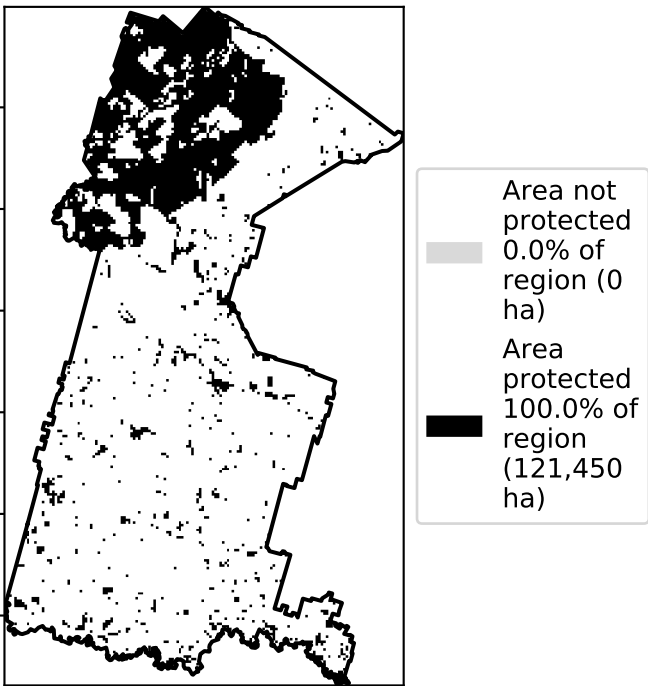 Area not
protected
0.0% of
region (0
ha)
Area
protected
100.0% of
region
(121,450
ha)